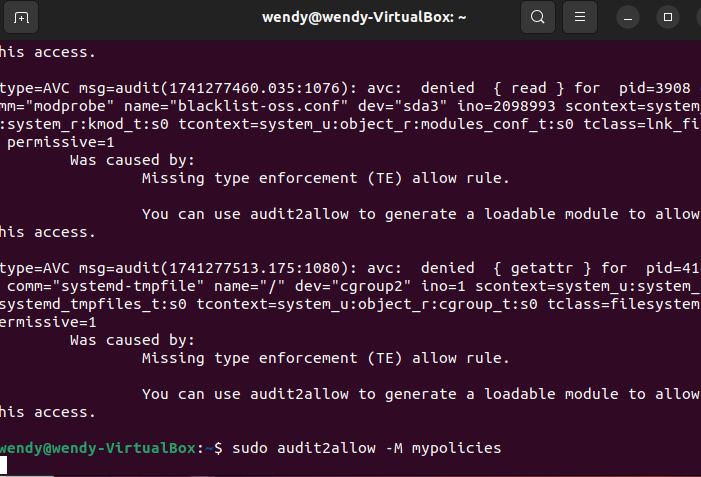 wendy@wendy-VirtualBox: ~
his access.
type=AVC msg=audit(1741277460.035:1076): avc:  denied  { read } for  pid=3908
mm="modprobe" name="blacklist-oss.conf" dev="sda3" ino=2098993 scontext=system_
:system_r:kmod_t:s0 tcontext=system_u:object_r:modules_conf_t:s0 tclass=lnk_fi
permissive=1
Was caused by:
Missing type enforcement (TE) allow rule.
You can use audit2allow to generate a loadable module to allow
his access.
type=AVC msg=audit(1741277513.175:1080): avc:  denied  { getattr } for  pid=41
comm="systemd-tmpfile" name="/" dev="cgroup2" ino=1 scontext=system_u:system_
systemd_tmpfiles_t:s0 tcontext=system_u:object_r:cgroup_t:s0 tclass=filesystem
ermissive=1
Was caused by:
Missing type enforcement (TE) allow rule.
You can use audit2allow to generate a loadable module to allow
his access.
wendy@wendy-VirtualBox:~$ sudo audit2allow -M mypolicies